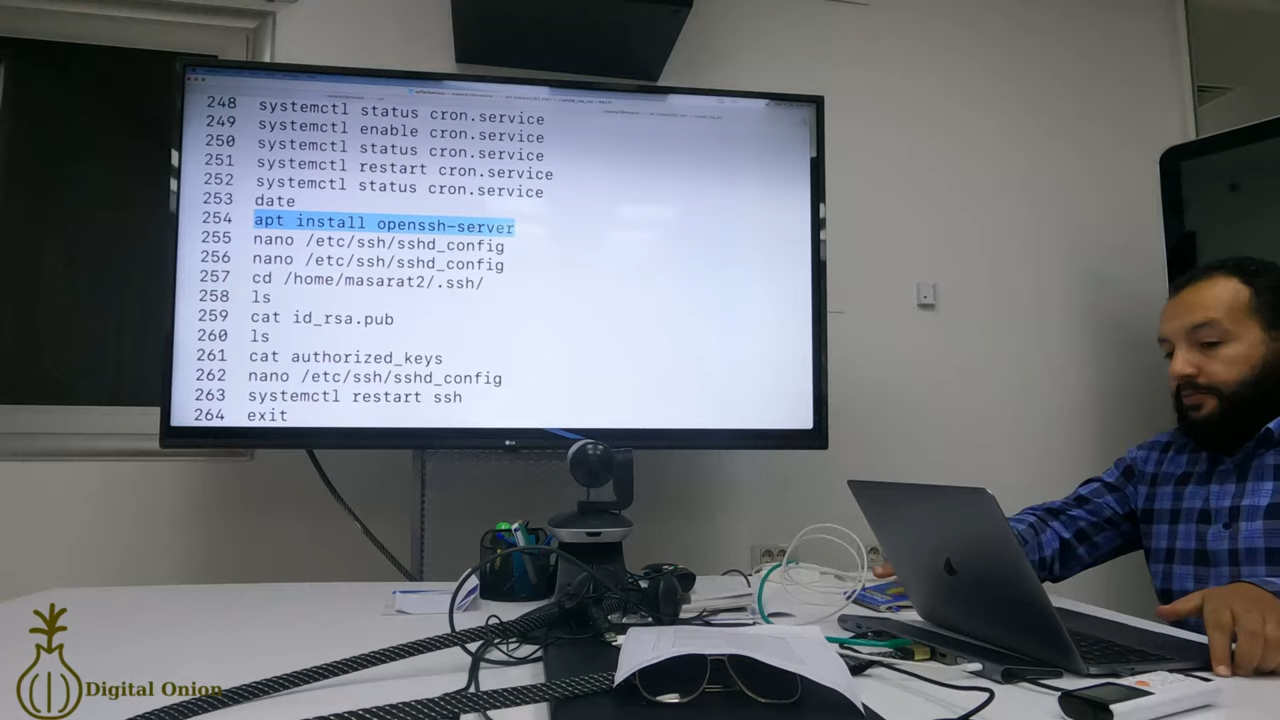 248 systemctl status cron.service
249 systemctl enable cron.service
250 systemctl status cron.service
251 systemctl restart cron.service
252 systemctl status cron.service
253 date
254 apt install openssh-server
255 nano /etc/ssh/sshd_config
256 nano /etc/ssh/sshd_config
257 cd /home/masarat2/.ssh/
258 ls
259 cat id_rsa.pub
260 ls
261 cat authorized_keys
262 nano /etc/ssh/sshd_config
263 systemctl restart ssh
264 exit
LG
Digital Onion